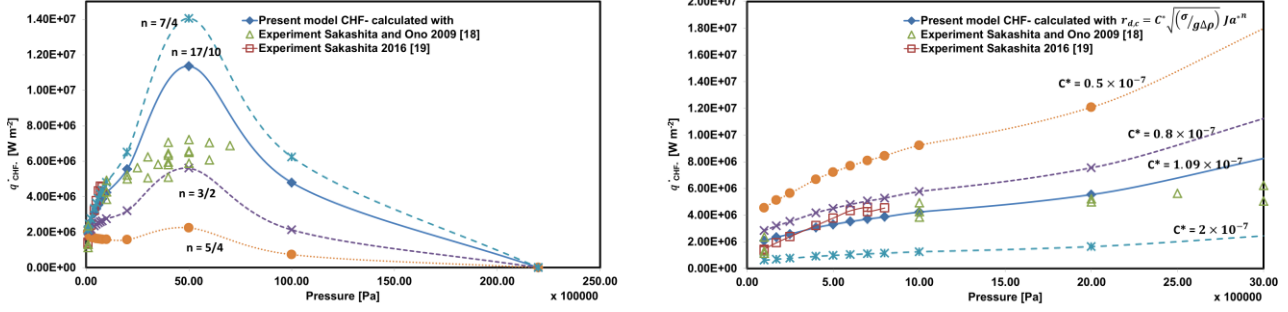 1.40E+07
1.20E+07
1.00E+07
8.00E+06
6.00E+06
4.00E+06
2.00E+06
0.00E+00
q˙CHF- [W m-2]
n = 7/4
n = 17/10
n = 3/2
n = 5/4
Present model CHF- calculated with
Experiment Sakashita and Ono 2009 [18]
Experiment Sakashita 2016 [19]
0.00 50.00 100.00 150.00 200.00 250.00
Pressure [Pa]
x 100000
2.00E+07
1.80E+07
1.60E+07
1.40E+07
1.20E+07
1.00E+07
8.00E+06
6.00E+06
4.00E+06
2.00E+06
0.00E+00
q˙CHF- [W m-2]
Present model CHF- calculated with r_{d,c} = C* √((σ/gΔρ)) Ja*^n
Experiment Sakashita and Ono 2009 [18]
Experiment Sakashita 2016 [19]
C* = 0.5 × 10⁻⁷
C* = 0.8 × 10⁻⁷
C* = 1.09 × 10⁻⁷
C* = 2 × 10⁻⁷
0.00 5.00 10.00 15.00 20.00 25.00 30.00
Pressure [Pa]
x 100000